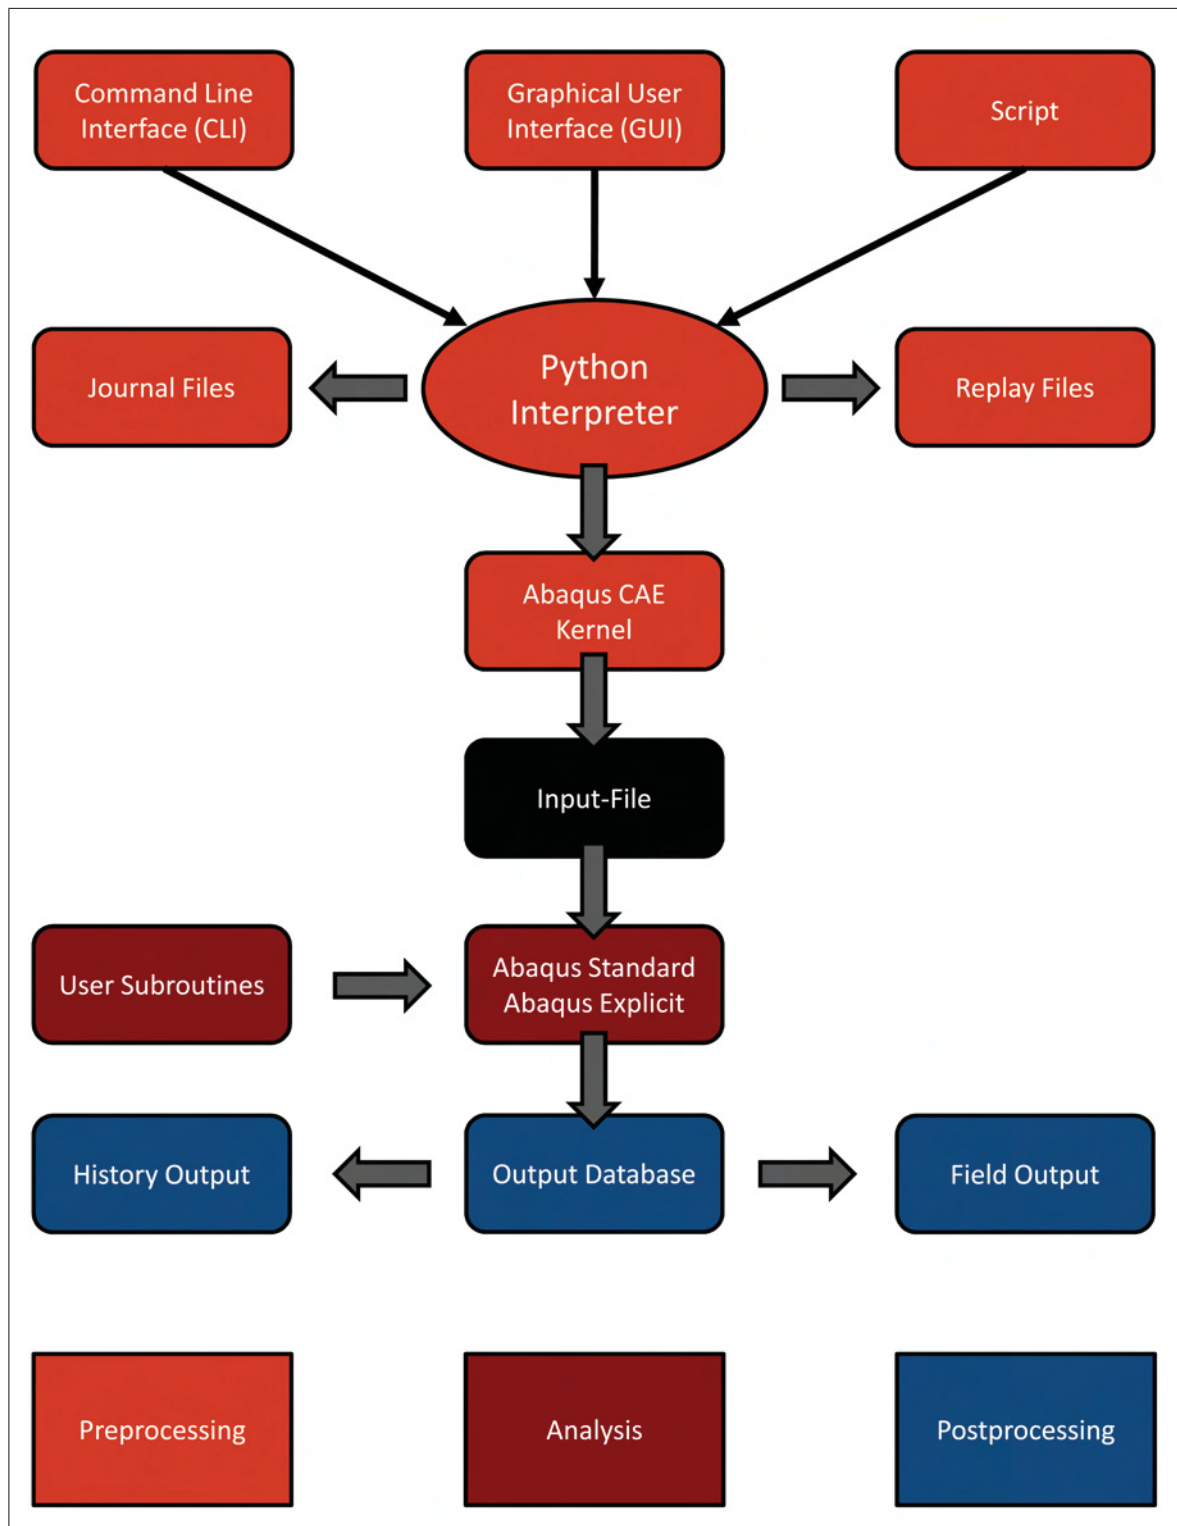 Command Line
Interface (CLI)
Graphical User
Interface (GUI)
Script
Journal Files
Python
Interpreter
Replay Files
Abaqus CAE
Kernel
Input-File
User Subroutines
Abaqus Standard
Abaqus Explicit
History Output
Output Database
Field Output
Preprocessing
Analysis
Postprocessing